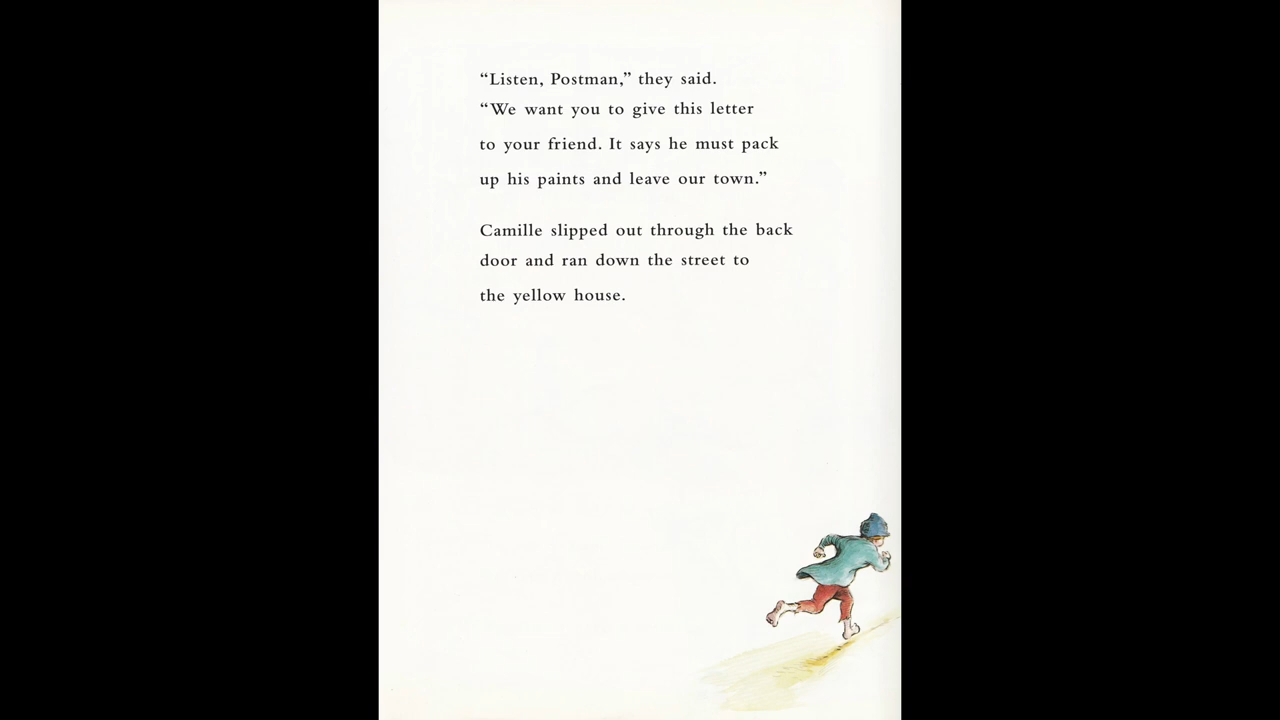 “Listen, Postman,” they said.
“We want you to give this letter
to your friend. It says he must pack
up his paints and leave our town.”
Camille slipped out through the back
door and ran down the street to
the yellow house.